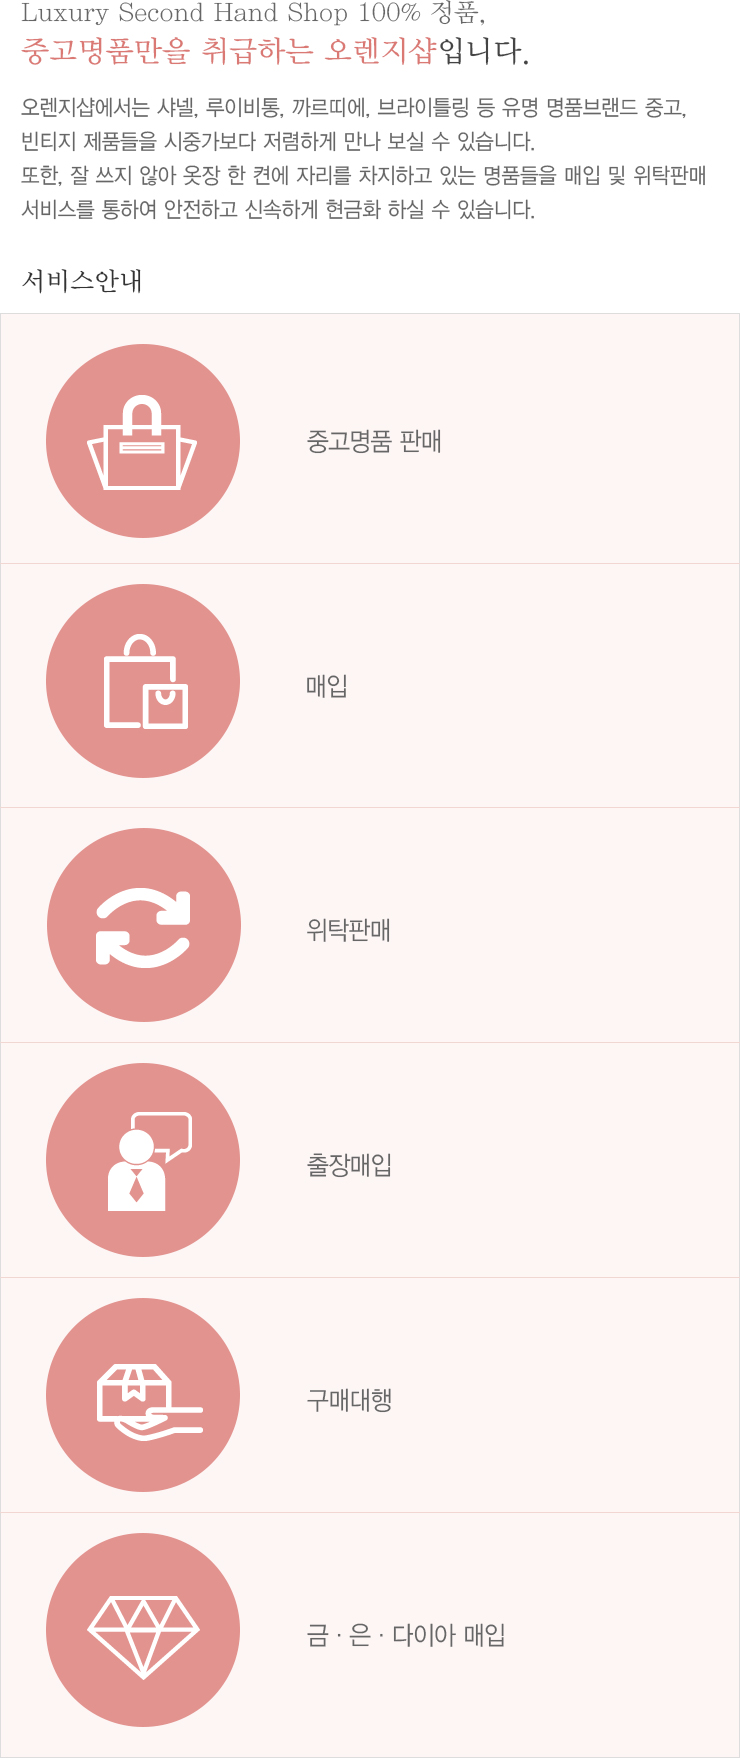 Luxury Second Hand Shop 100% 정품,
중고명품만을 취급하는 오렌지샵입니다.
오렌지샵에서는 샤넬, 루이비통, 까르띠에, 브라이틀링 등 유명 명품브랜드 중고,
빈티지 제품들을 시중가보다 저렴하게 만나 보실 수 있습니다.
또한, 잘 쓰지 않아 옷장 한 켠에 자리를 차지하고 있는 명품들을 매입 및 위탁판매
서비스를 통하여 안전하고 신속하게 현금화 하실 수 있습니다.
서비스안내
중고명품 판매
매입
위탁판매
출장매입
구매대행
금 · 은 · 다이아 매입